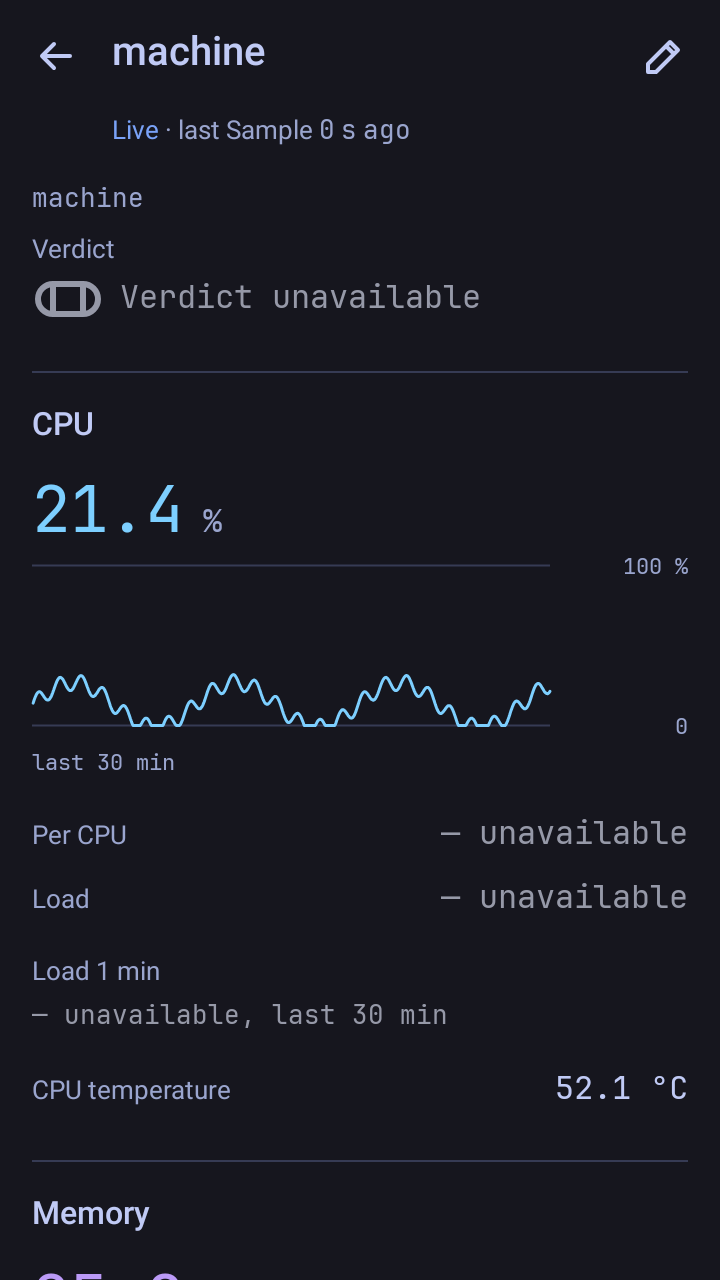 machine
Live · last Sample 0 s ago
machine
Verdict
Verdict unavailable
CPU
21.4 %
100 %
0
last 30 min
Per CPU — unavailable
Load — unavailable
Load 1 min
— unavailable, last 30 min
CPU temperature 52.1 °C
Memory